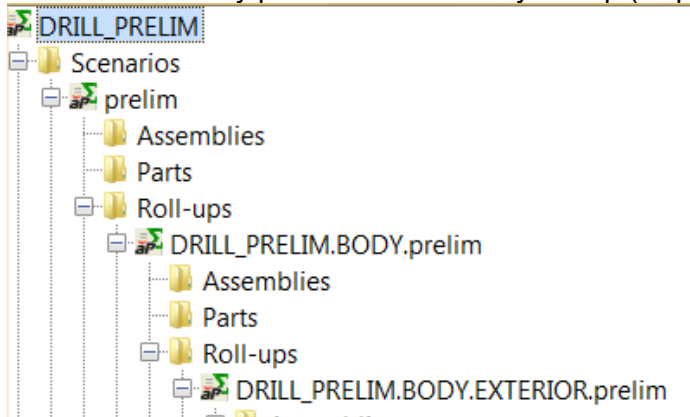 DRILL_PRELIM
Scenarios
prelim
Assemblies
Parts
Roll-ups
DRILL_PRELIM.BODY.prelim
Assemblies
Parts
Roll-ups
DRILL_PRELIM.BODY.EXTERIOR.prelim